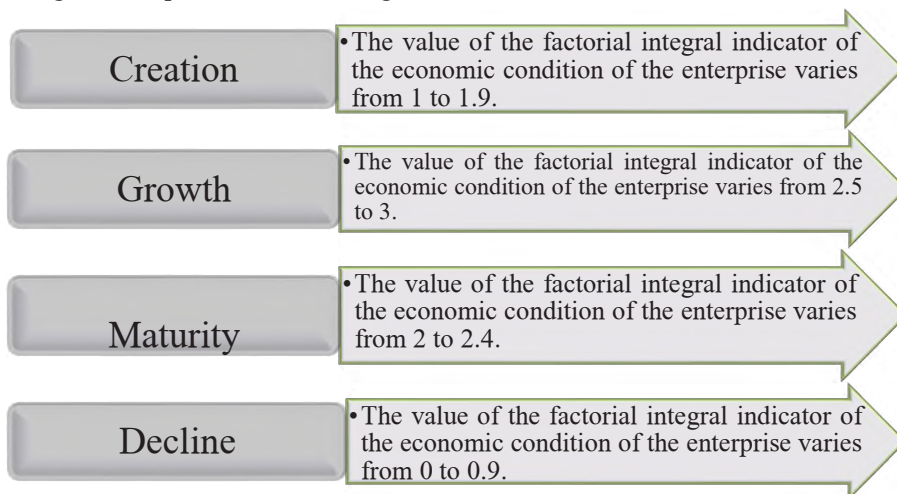 Creation
•The value of the factorial integral indicator of
the economic condition of the enterprise varies
from 1 to 1.9.
Growth
•The value of the factorial integral indicator of the
economic condition of the enterprise varies from 2.5
to 3.
Maturity
•The value of the factorial integral indicator of
the economic condition of the enterprise varies
from 2 to 2.4.
Decline
•The value of the factorial integral indicator of
the economic condition of the enterprise varies
from 0 to 0.9.